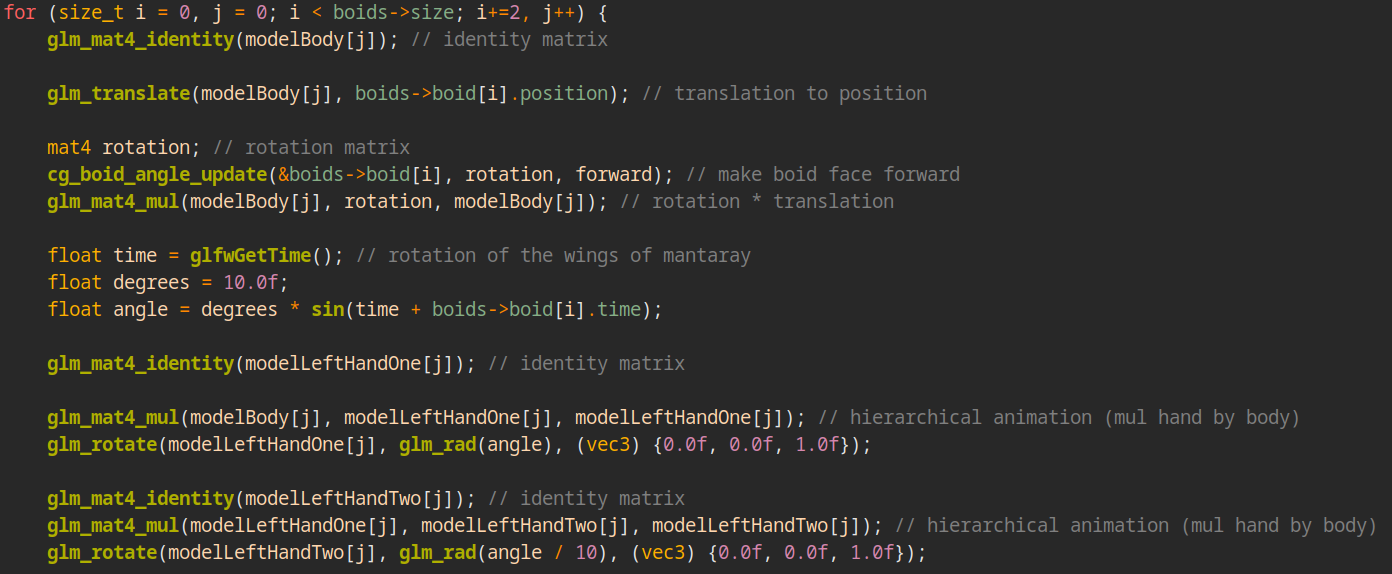 for (size_t i = 0, j = 0; i < boids->size; i+=2, j++) {
glm_mat4_identity(modelBody[j]); // identity matrix
glm_translate(modelBody[j], boids->boid[i].position); // translation to position
mat4 rotation; // rotation matrix
cg_boid_angle_update(&boids->boid[i], rotation, forward); // make boid face forward
glm_mat4_mul(modelBody[j], rotation, modelBody[j]); // rotation * translation
float time = glfwGetTime(); // rotation of the wings of mantaray
float degrees = 10.0f;
float angle = degrees * sin(time + boids->boid[i].time);
glm_mat4_identity(modelLeftHandOne[j]); // identity matrix
glm_mat4_mul(modelBody[j], modelLeftHandOne[j], modelLeftHandOne[j]); // hierarchical animation (mul hand by body)
glm_rotate(modelLeftHandOne[j], glm_rad(angle), (vec3) {0.0f, 0.0f, 1.0f});
glm_mat4_identity(modelLeftHandTwo[j]); // identity matrix
glm_mat4_mul(modelLeftHandOne[j], modelLeftHandTwo[j], modelLeftHandTwo[j]); // hierarchical animation (mul hand by body)
glm_rotate(modelLeftHandTwo[j], glm_rad(angle / 10), (vec3) {0.0f, 0.0f, 1.0f});